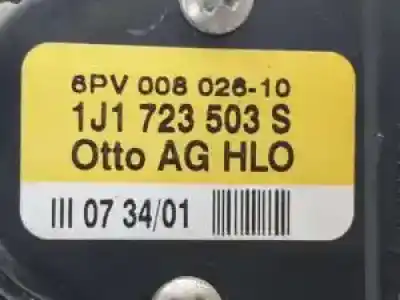 6PV 008 026-10
1J1 723 503 S
Otto AG HLO
III 07 34/01